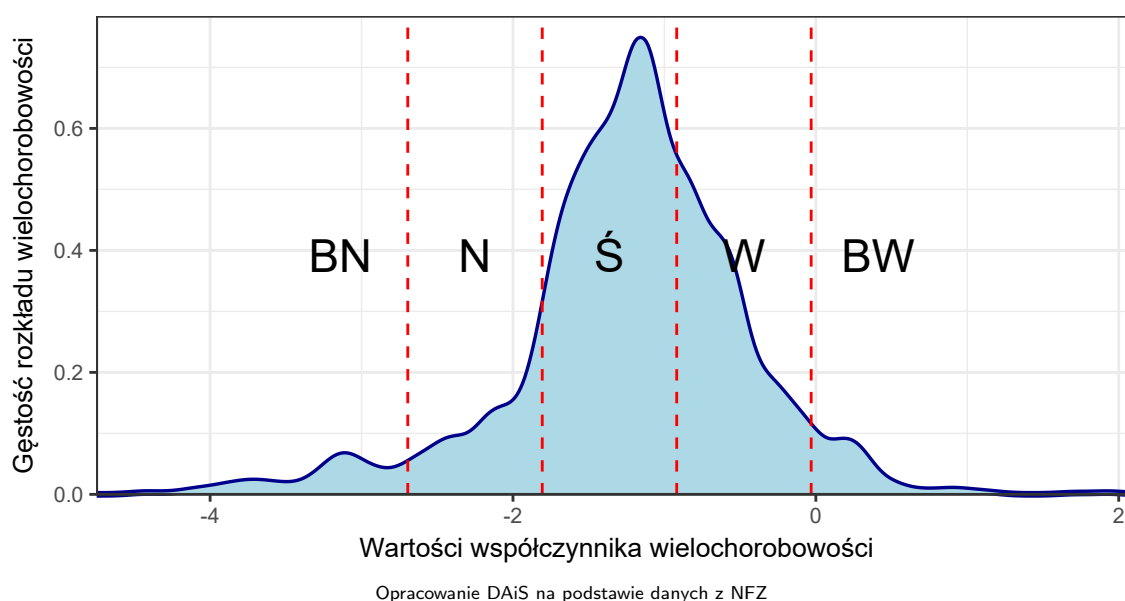 Gęstość rozkładu wielochorobowości
0.6
0.4
0.2
0.0
BN N Ś W BW
-4 -2 0 2
Wartości współczynnika wielochorobowości
Opracowanie DAiS na podstawie danych z NFZ